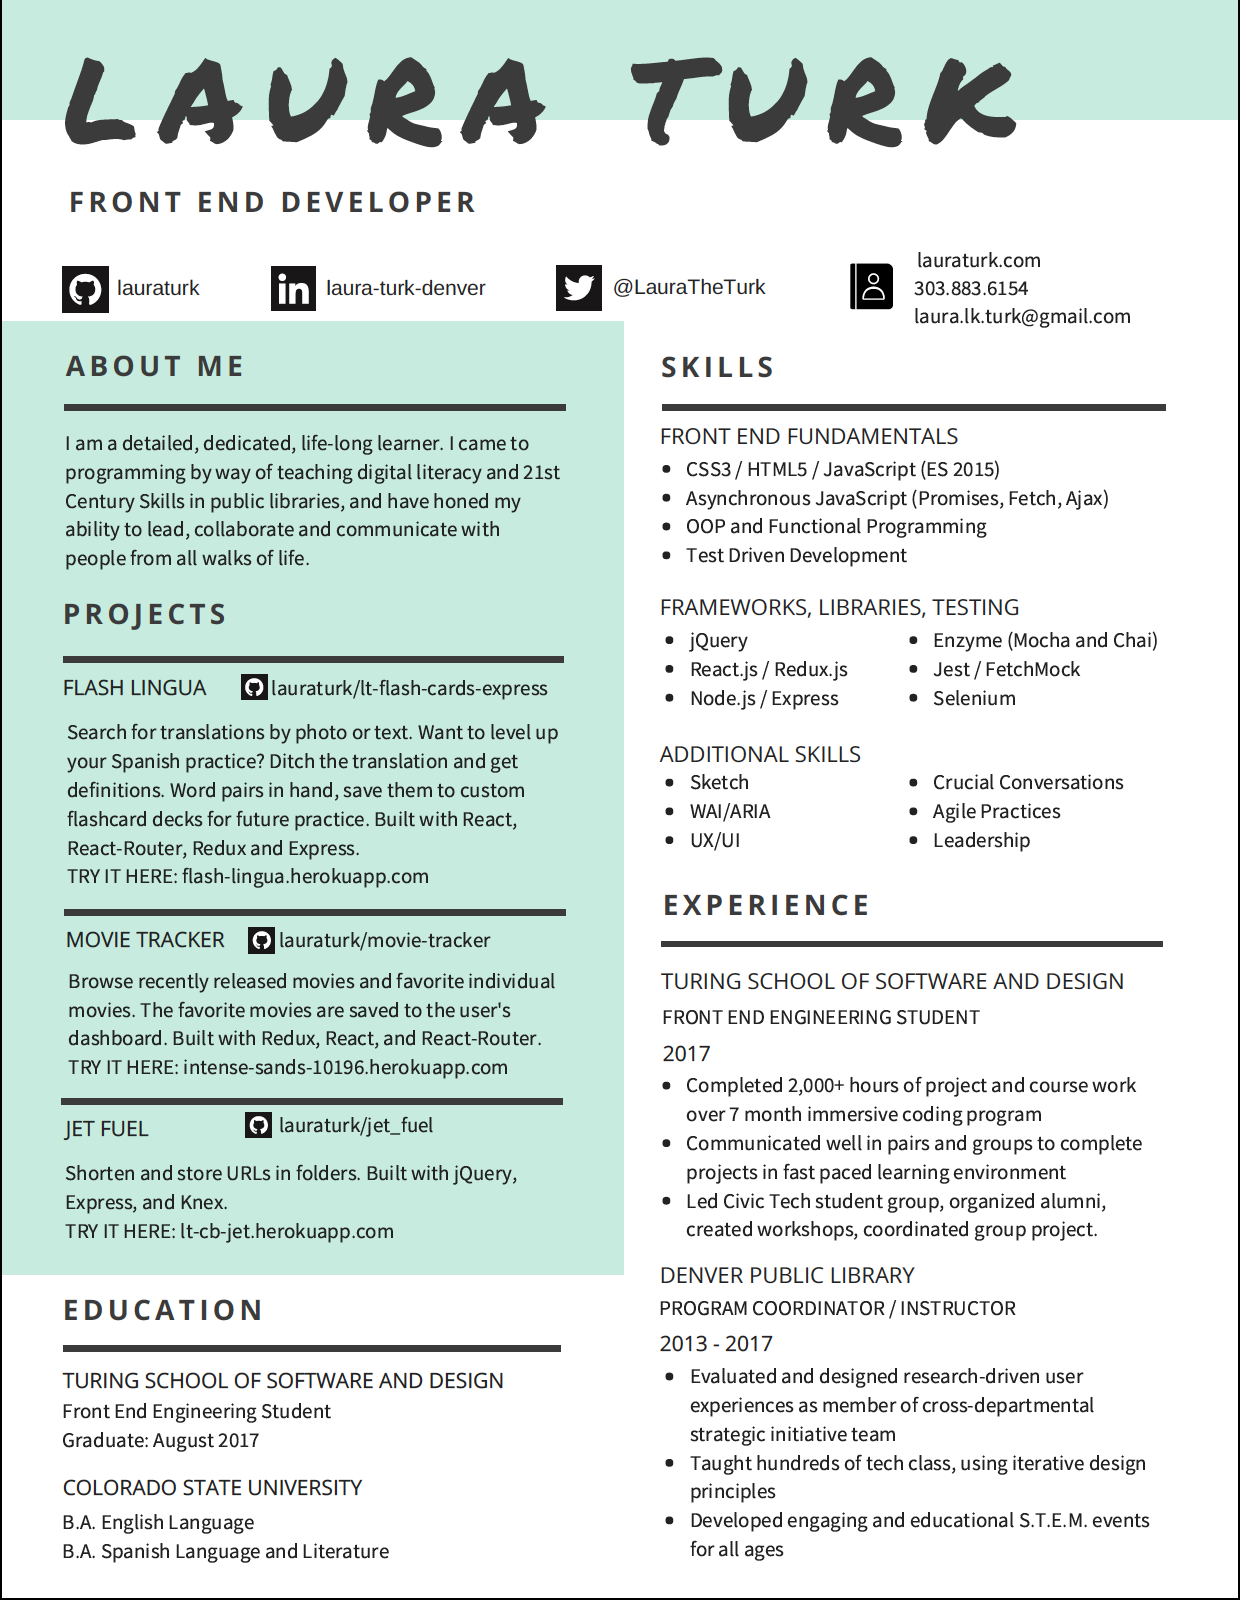 LAURA TURK
FRONT END DEVELOPER
lauraturk
laura-turk-denver
@LauraTheTurk
lauraturk.com
303.883.6154
laura.lk.turk@gmail.com
ABOUT ME
I am a detailed, dedicated, life-long learner. I came to
programming by way of teaching digital literacy and 21st
Century Skills in public libraries, and have honed my
ability to lead, collaborate and communicate with
people from all walks of life.
PROJECTS
FLASH LINGUA lauraturk/lt-flash-cards-express
Search for translations by photo or text. Want to level up
your Spanish practice? Ditch the translation and get
definitions. Word pairs in hand, save them to custom
flashcard decks for future practice. Built with React,
React-Router, Redux and Express.
TRY IT HERE: flash-lingua.herokuapp.com
MOVIE TRACKER lauraturk/movie-tracker
Browse recently released movies and favorite individual
movies. The favorite movies are saved to the user's
dashboard. Built with Redux, React, and React-Router.
TRY IT HERE: intense-sands-10196.herokuapp.com
JET FUEL lauraturk/jet_fuel
Shorten and store URLs in folders. Built with jQuery,
Express, and Knex.
TRY IT HERE: lt-cb-jet.herokuapp.com
EDUCATION
TURING SCHOOL OF SOFTWARE AND DESIGN
Front End Engineering Student
Graduate: August 2017
COLORADO STATE UNIVERSITY
B.A. English Language
B.A. Spanish Language and Literature
SKILLS
FRONT END FUNDAMENTALS
• CSS3 / HTML5 / JavaScript (ES 2015)
• Asynchronous JavaScript (Promises, Fetch, Ajax)
• OOP and Functional Programming
• Test Driven Development
FRAMEWORKS, LIBRARIES, TESTING
• jQuery
• React.js / Redux.js
• Node.js / Express
• Enzyme (Mocha and Chai)
• Jest / FetchMock
• Selenium
ADDITIONAL SKILLS
• Sketch
• WAI/ARIA
• UX/UI
• Crucial Conversations
• Agile Practices
• Leadership
EXPERIENCE
TURING SCHOOL OF SOFTWARE AND DESIGN
FRONT END ENGINEERING STUDENT
2017
• Completed 2,000+ hours of project and course work
over 7 month immersive coding program
• Communicated well in pairs and groups to complete
projects in fast paced learning environment
• Led Civic Tech student group, organized alumni,
created workshops, coordinated group project.
DENVER PUBLIC LIBRARY
PROGRAM COORDINATOR / INSTRUCTOR
2013 - 2017
• Evaluated and designed research-driven user
experiences as member of cross-departmental
strategic initiative team
• Taught hundreds of tech class, using iterative design
principles
• Developed engaging and educational S.T.E.M. events
for all ages